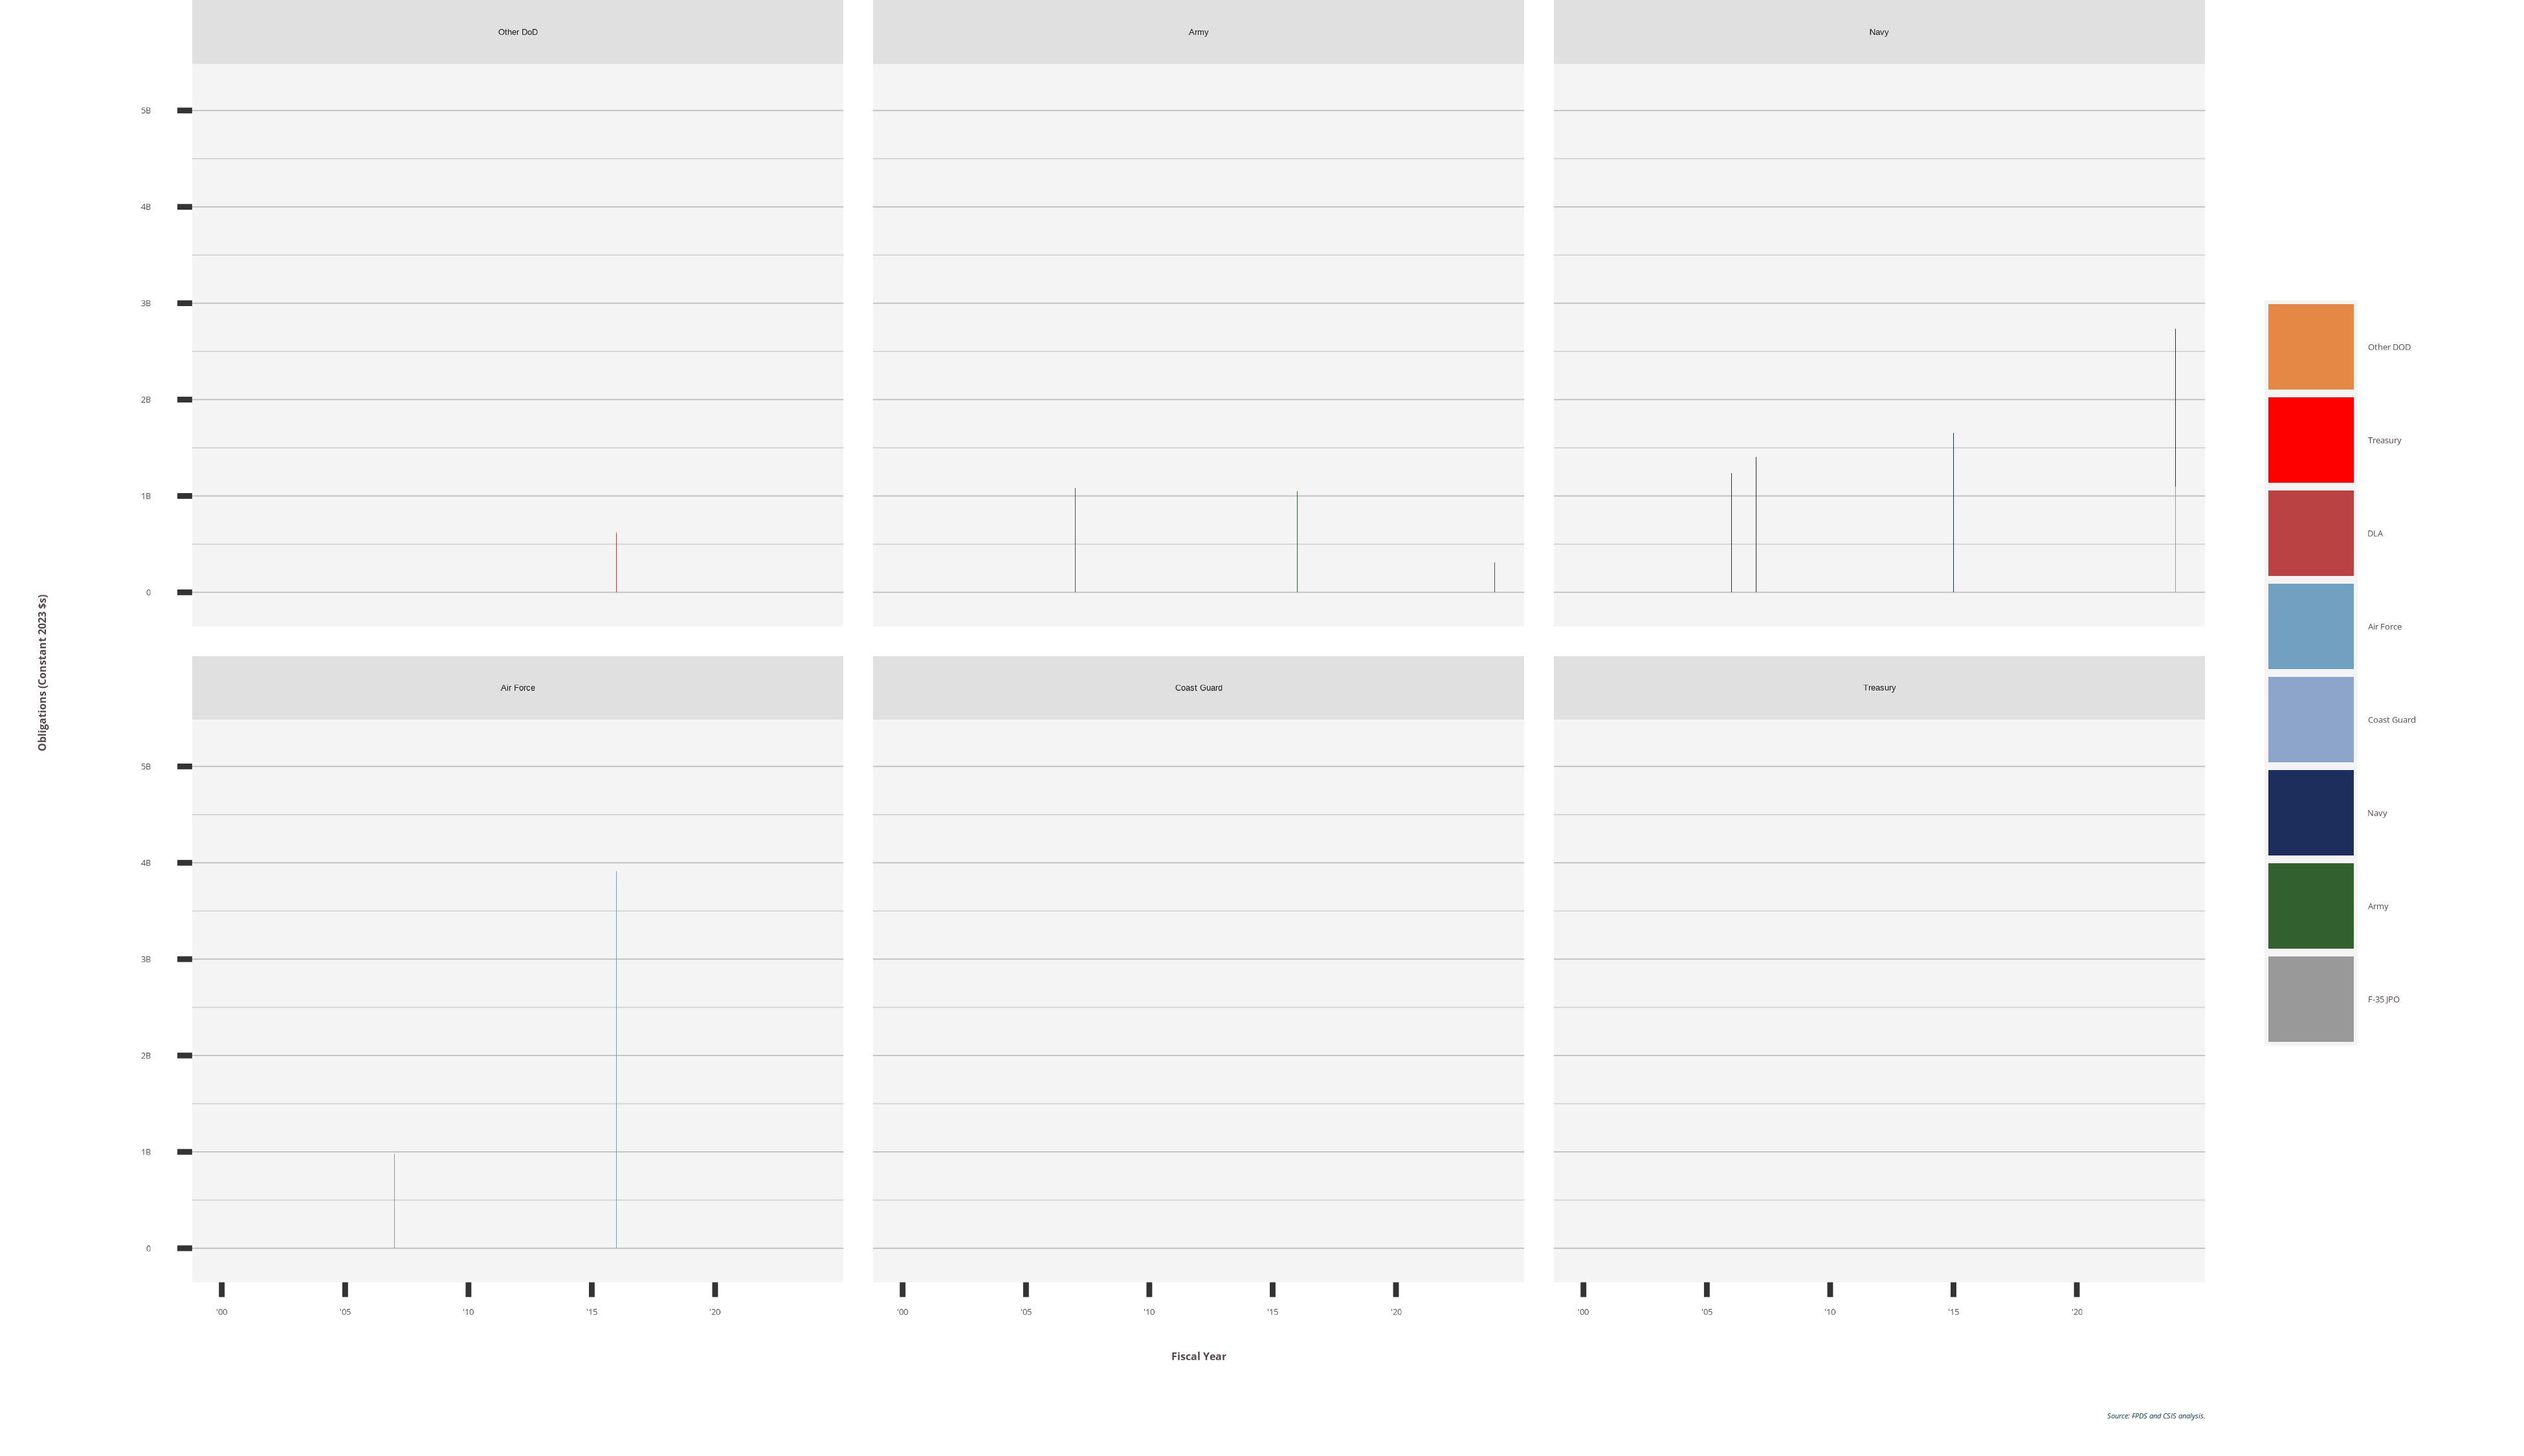 Other DoD
Army
Navy
5B
4B
3B
2B
1B
0
Air Force
Coast Guard
Treasury
5B
4B
3B
2B
1B
0
'00 '05 '10 '15 '20
'00 '05 '10 '15 '20
'00 '05 '10 '15 '20
Fiscal Year
Obligations (Constant 2023 $s)
Other DOD
Treasury
DLA
Air Force
Coast Guard
Navy
Army
F-35 JPO
Source: FPDS and CSIS analysis.